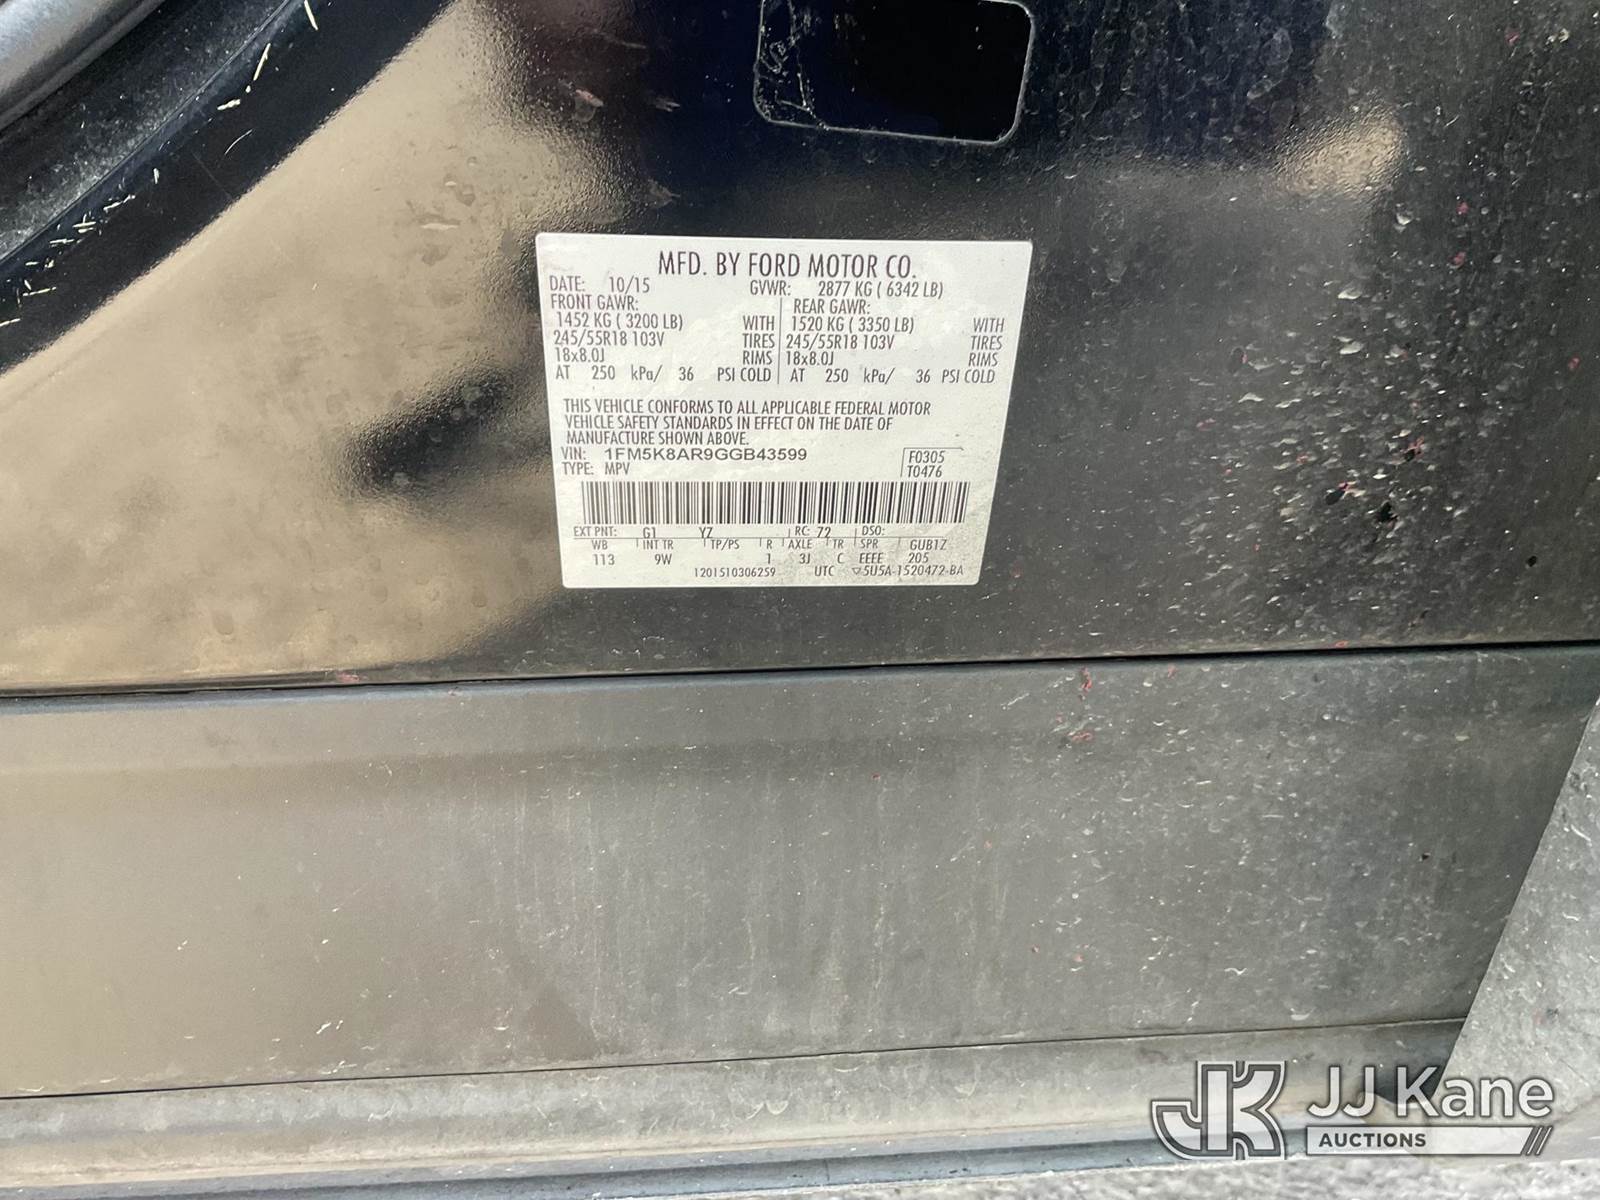 MFD. BY FORD MOTOR CO.
DATE: 10/15 GVWR: 2877 KG ( 6342 LB)
FRONT GAWR: REAR GAWR:
1452 KG ( 3200 LB) WITH 1520 KG ( 3350 LB) WITH
245/55R18 103V TIRES 245/55R18 103V TIRES
18x8.0J RIMS 18x8.0J RIMS
AT 250 kPa/ 36 PSI COLD AT 250 kPa/ 36 PSI COLD
THIS VEHICLE CONFORMS TO ALL APPLICABLE FEDERAL MOTOR
VEHICLE SAFETY STANDARDS IN EFFECT ON THE DATE OF
MANUFACTURE SHOWN ABOVE.
VIN: 1FM5K8AR9GGB43599 F0305
TYPE: MPV T0476
EXT PNT: G1 YZ RC: 72 DSO:
WB INT TR TP/PS R AXLE TR SPR GUB1Z
113 9W 1 3J C EEEE 205
1201510306259 UTC ▽5U5A-1520472-BA
JK JJ Kane
AUCTIONS